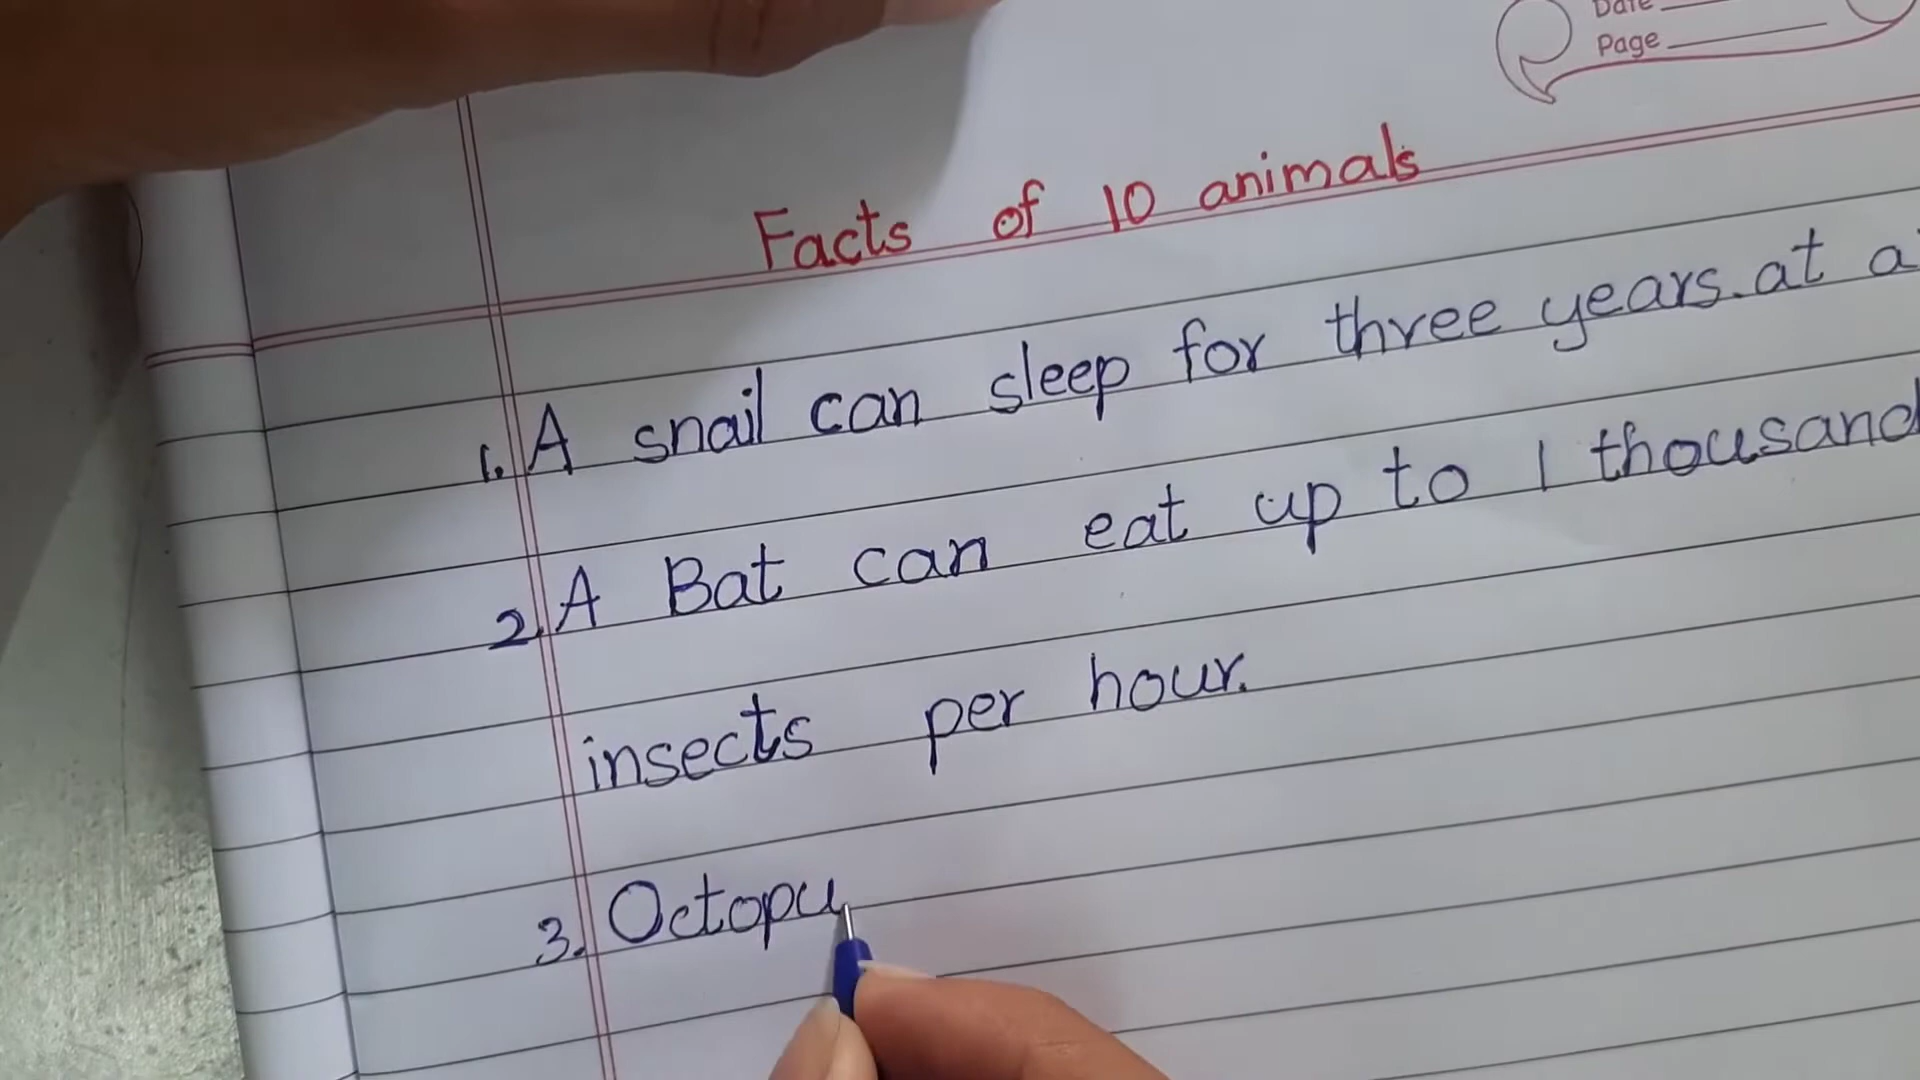 Date
Page
Facts of 10 animals
1. A snail can sleep for three years. at a
2. A Bat can eat up to 1 thousand
insects per hour.
3. Octopu